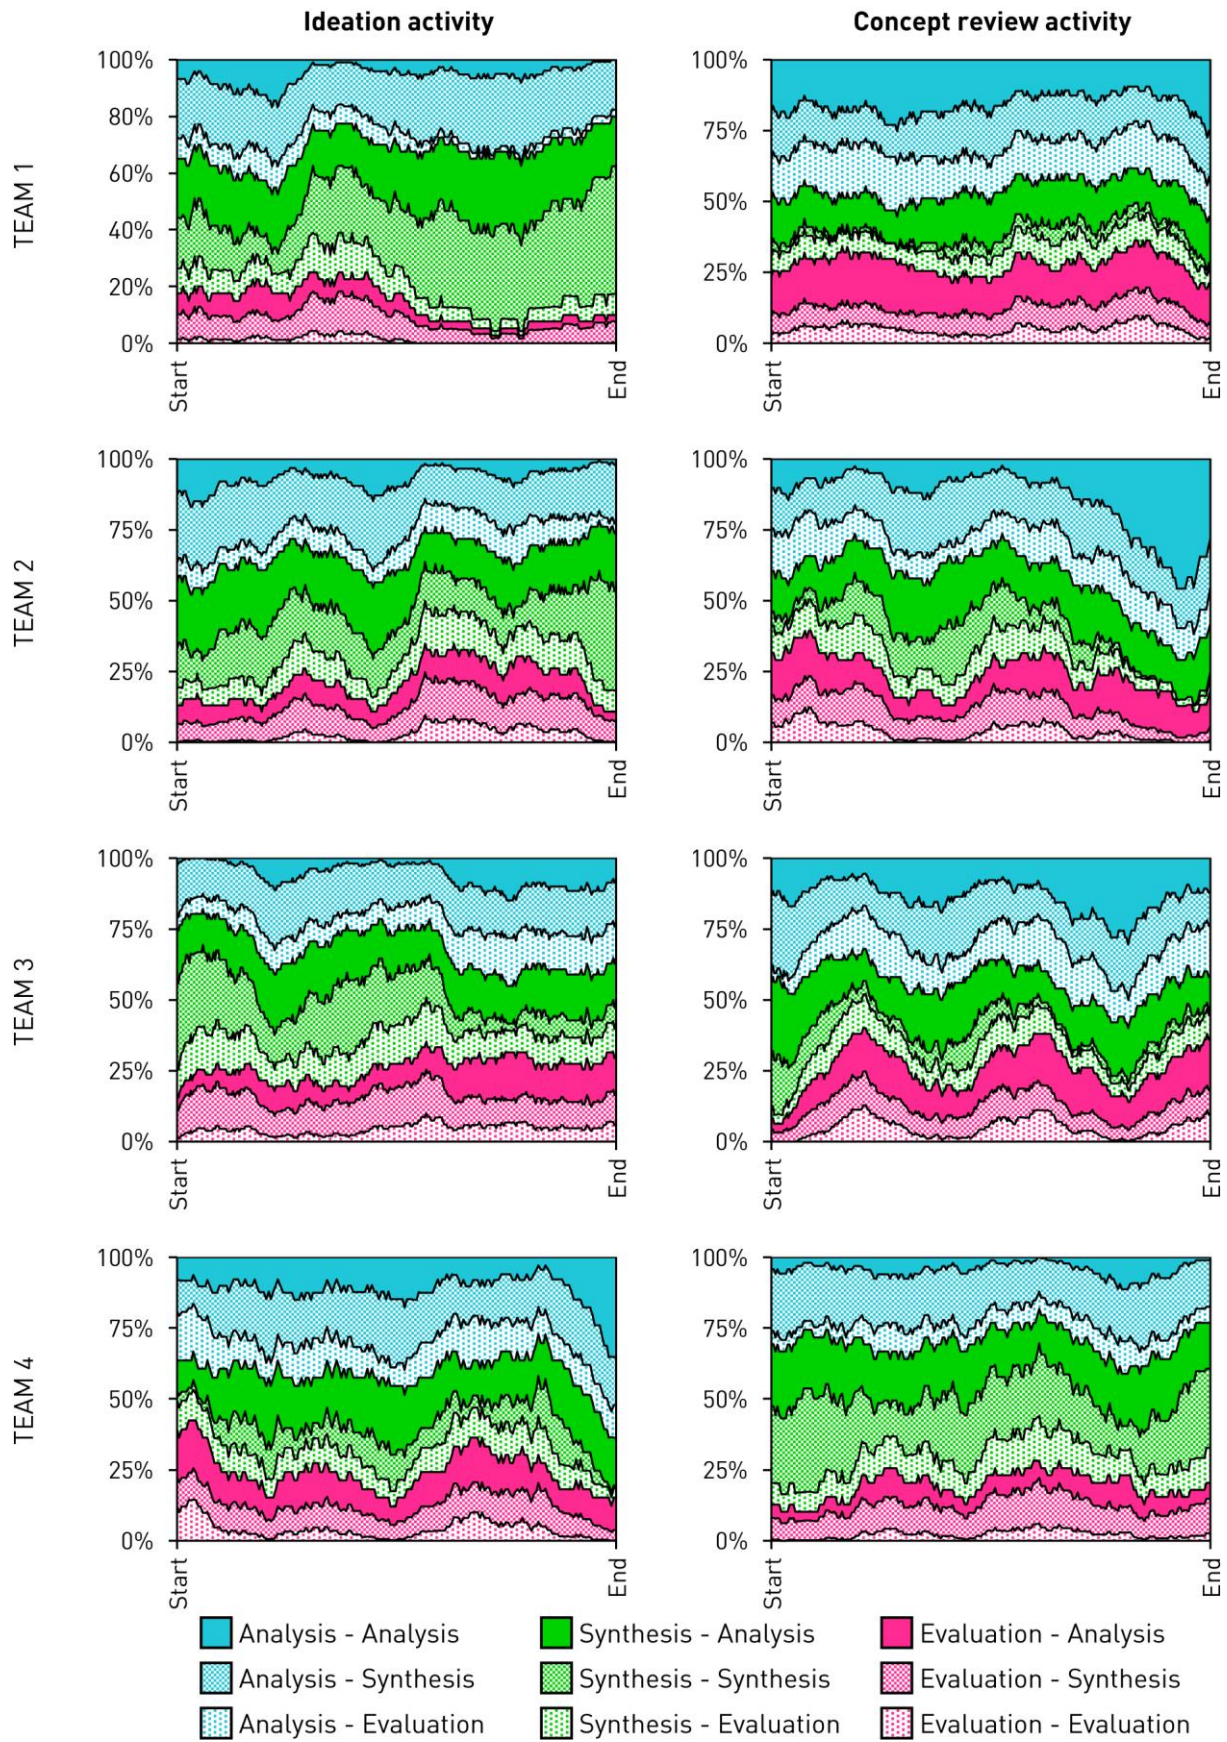 Ideation activity
Concept review activity
TEAM 1
100%
80%
60%
40%
20%
0%
Start
End
100%
75%
50%
25%
0%
Start
End
TEAM 2
100%
75%
50%
25%
0%
Start
End
100%
75%
50%
25%
0%
Start
End
TEAM 3
100%
75%
50%
25%
0%
Start
End
100%
75%
50%
25%
0%
Start
End
TEAM 4
100%
75%
50%
25%
0%
Start
End
100%
75%
50%
25%
0%
Start
End
Analysis - Analysis
Synthesis - Analysis
Evaluation - Analysis
Analysis - Synthesis
Synthesis - Synthesis
Evaluation - Synthesis
Analysis - Evaluation
Synthesis - Evaluation
Evaluation - Evaluation